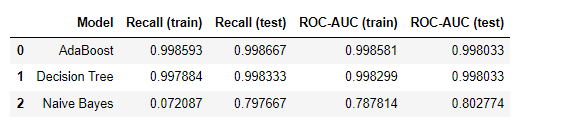 Model Recall (train) Recall (test) ROC-AUC (train) ROC-AUC (test)
0 AdaBoost 0.998593 0.998667 0.998581 0.998033
1 Decision Tree 0.997884 0.998333 0.998299 0.998033
2 Naive Bayes 0.072087 0.797667 0.787814 0.802774